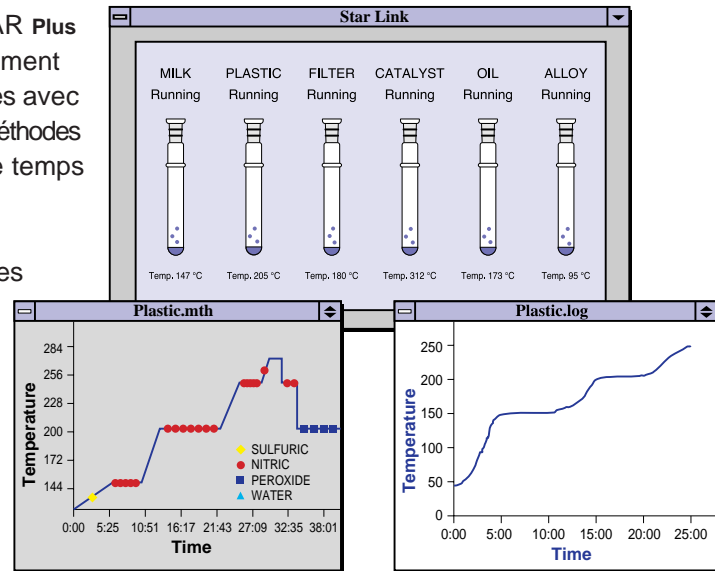 AR Plus
ment
es avec
éthodes
e temps
es
Star Link
MILK PLASTIC FILTER CATALYST OIL ALLOY
Running Running Running Running Running Running
Temp. 147 °C Temp. 205 °C Temp. 180 °C Temp. 312 °C Temp. 173 °C Temp. 95 °C
Plastic.mth
Temperature
284
256
228
200
172
144
SULFURIC
NITRIC
PEROXIDE
WATER
0:00 5:25 10:51 16:17 21:43 27:09 32:35 38:01
Time
Plastic.log
Temperature
250
200
150
100
50
0
0:00 5:00 10:00 15:00 20:00 25:00
Time